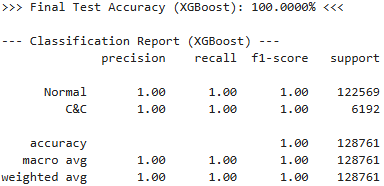 >>> Final Test Accuracy (XGBoost): 100.0000% <<<
--- Classification Report (XGBoost) ---
precision recall f1-score support
Normal 1.00 1.00 1.00 122569
C&C 1.00 1.00 1.00 6192
accuracy 1.00 128761
macro avg 1.00 1.00 1.00 128761
weighted avg 1.00 1.00 1.00 128761